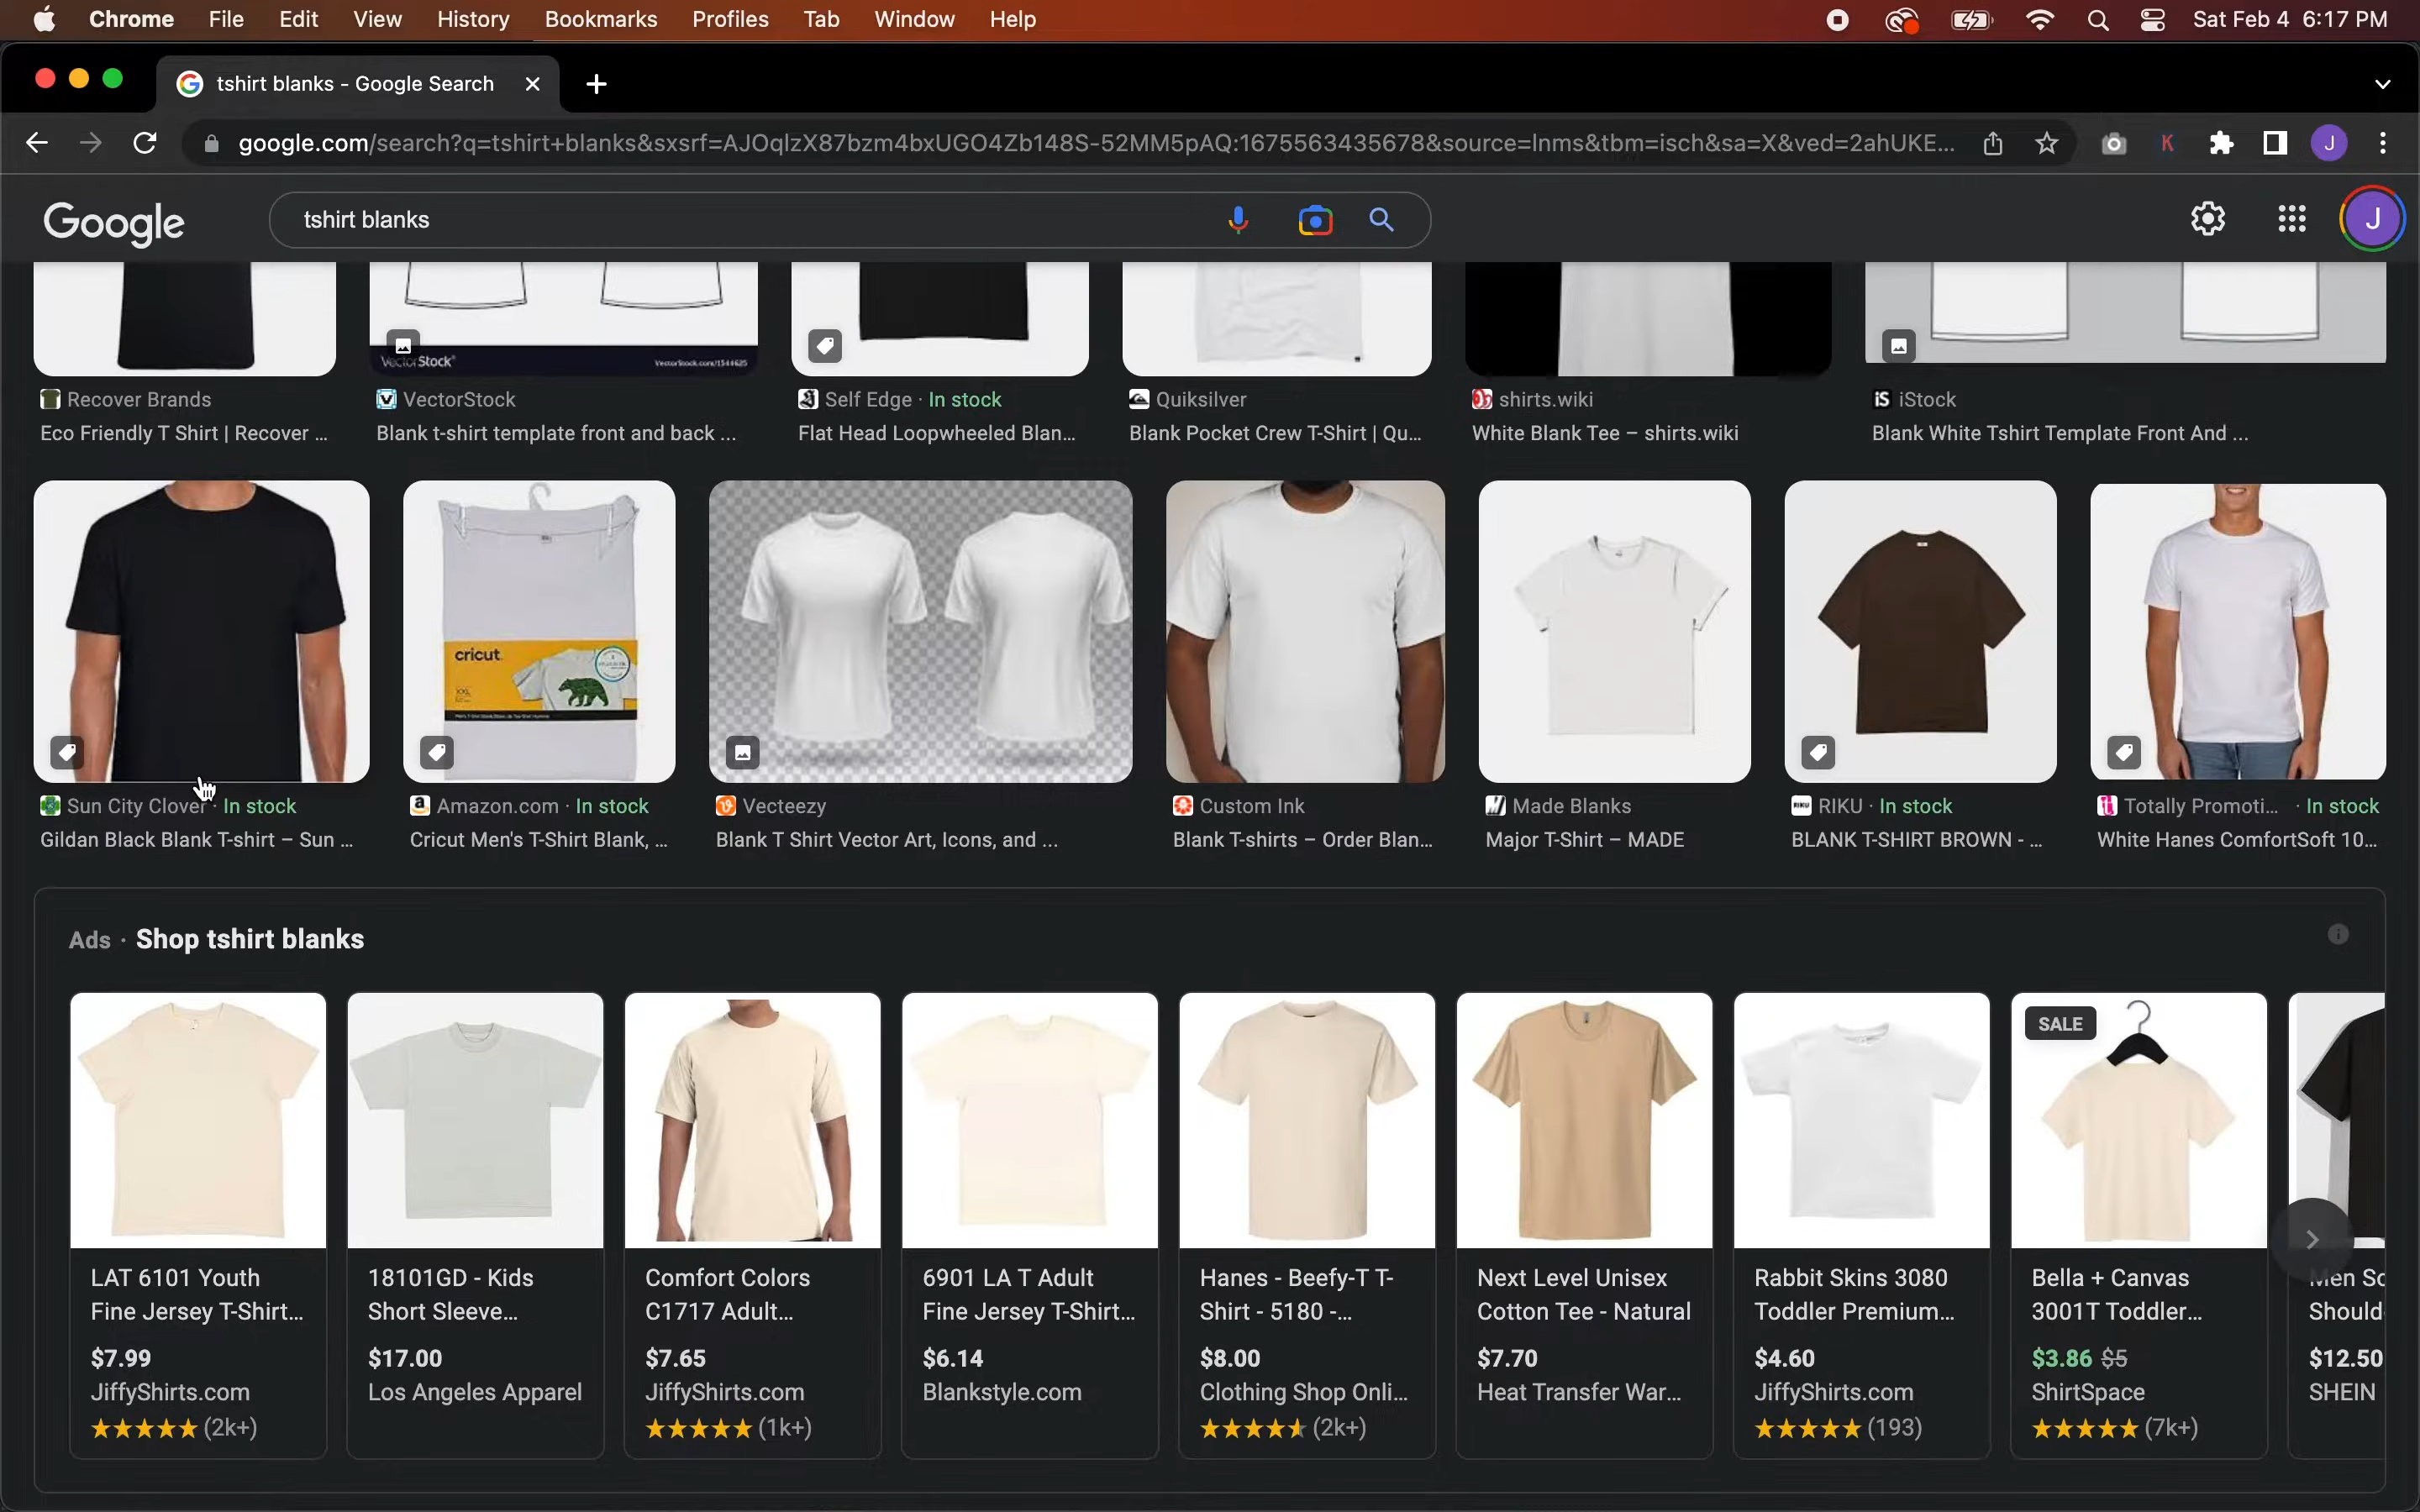 Chrome File Edit View History Bookmarks Profiles Tab Window Help Sat Feb 4 6:17 PM
tshirt blanks - Google Search
google.com/search?q=tshirt+blanks&sxsrf=AJOqlzX87bzm4bxUGO4Zb148S-52MM5pAQ:1675563435678&source=lnms&tbm=isch&sa=X&ved=2ahUKE... K J
Google tshirt blanks J
VectorStock® VectorStock.com/1544625
Recover Brands VectorStock Self Edge · In stock Quiksilver shirts.wiki iS iStock
Eco Friendly T Shirt | Recover ... Blank t-shirt template front and back ... Flat Head Loopwheeled Blan... Blank Pocket Crew T-Shirt | Qu... White Blank Tee – shirts.wiki Blank White Tshirt Template Front And ...
cricut
XXL
Sun City Clover · In stock Amazon.com · In stock Vecteezy Custom Ink Made Blanks RIKU RIKU · In stock Totally Promoti... · In stock
Gildan Black Blank T-shirt – Sun ... Cricut Men's T-Shirt Blank, ... Blank T Shirt Vector Art, Icons, and ... Blank T-shirts – Order Blan... Major T-Shirt – MADE BLANK T-SHIRT BROWN - ... White Hanes ComfortSoft 10...
Ads · Shop tshirt blanks
SALE
LAT 6101 Youth 18101GD - Kids Comfort Colors 6901 LA T Adult Hanes - Beefy-T T- Next Level Unisex Rabbit Skins 3080 Bella + Canvas Men Sc
Fine Jersey T-Shirt... Short Sleeve... C1717 Adult... Fine Jersey T-Shirt... Shirt - 5180 -... Cotton Tee - Natural Toddler Premium... 3001T Toddler... Should
$7.99 $17.00 $7.65 $6.14 $8.00 $7.70 $4.60 $3.86 $5 $12.50
JiffyShirts.com Los Angeles Apparel JiffyShirts.com Blankstyle.com Clothing Shop Onli... Heat Transfer War... JiffyShirts.com ShirtSpace SHEIN
(2k+) (1k+) (2k+) (193) (7k+)